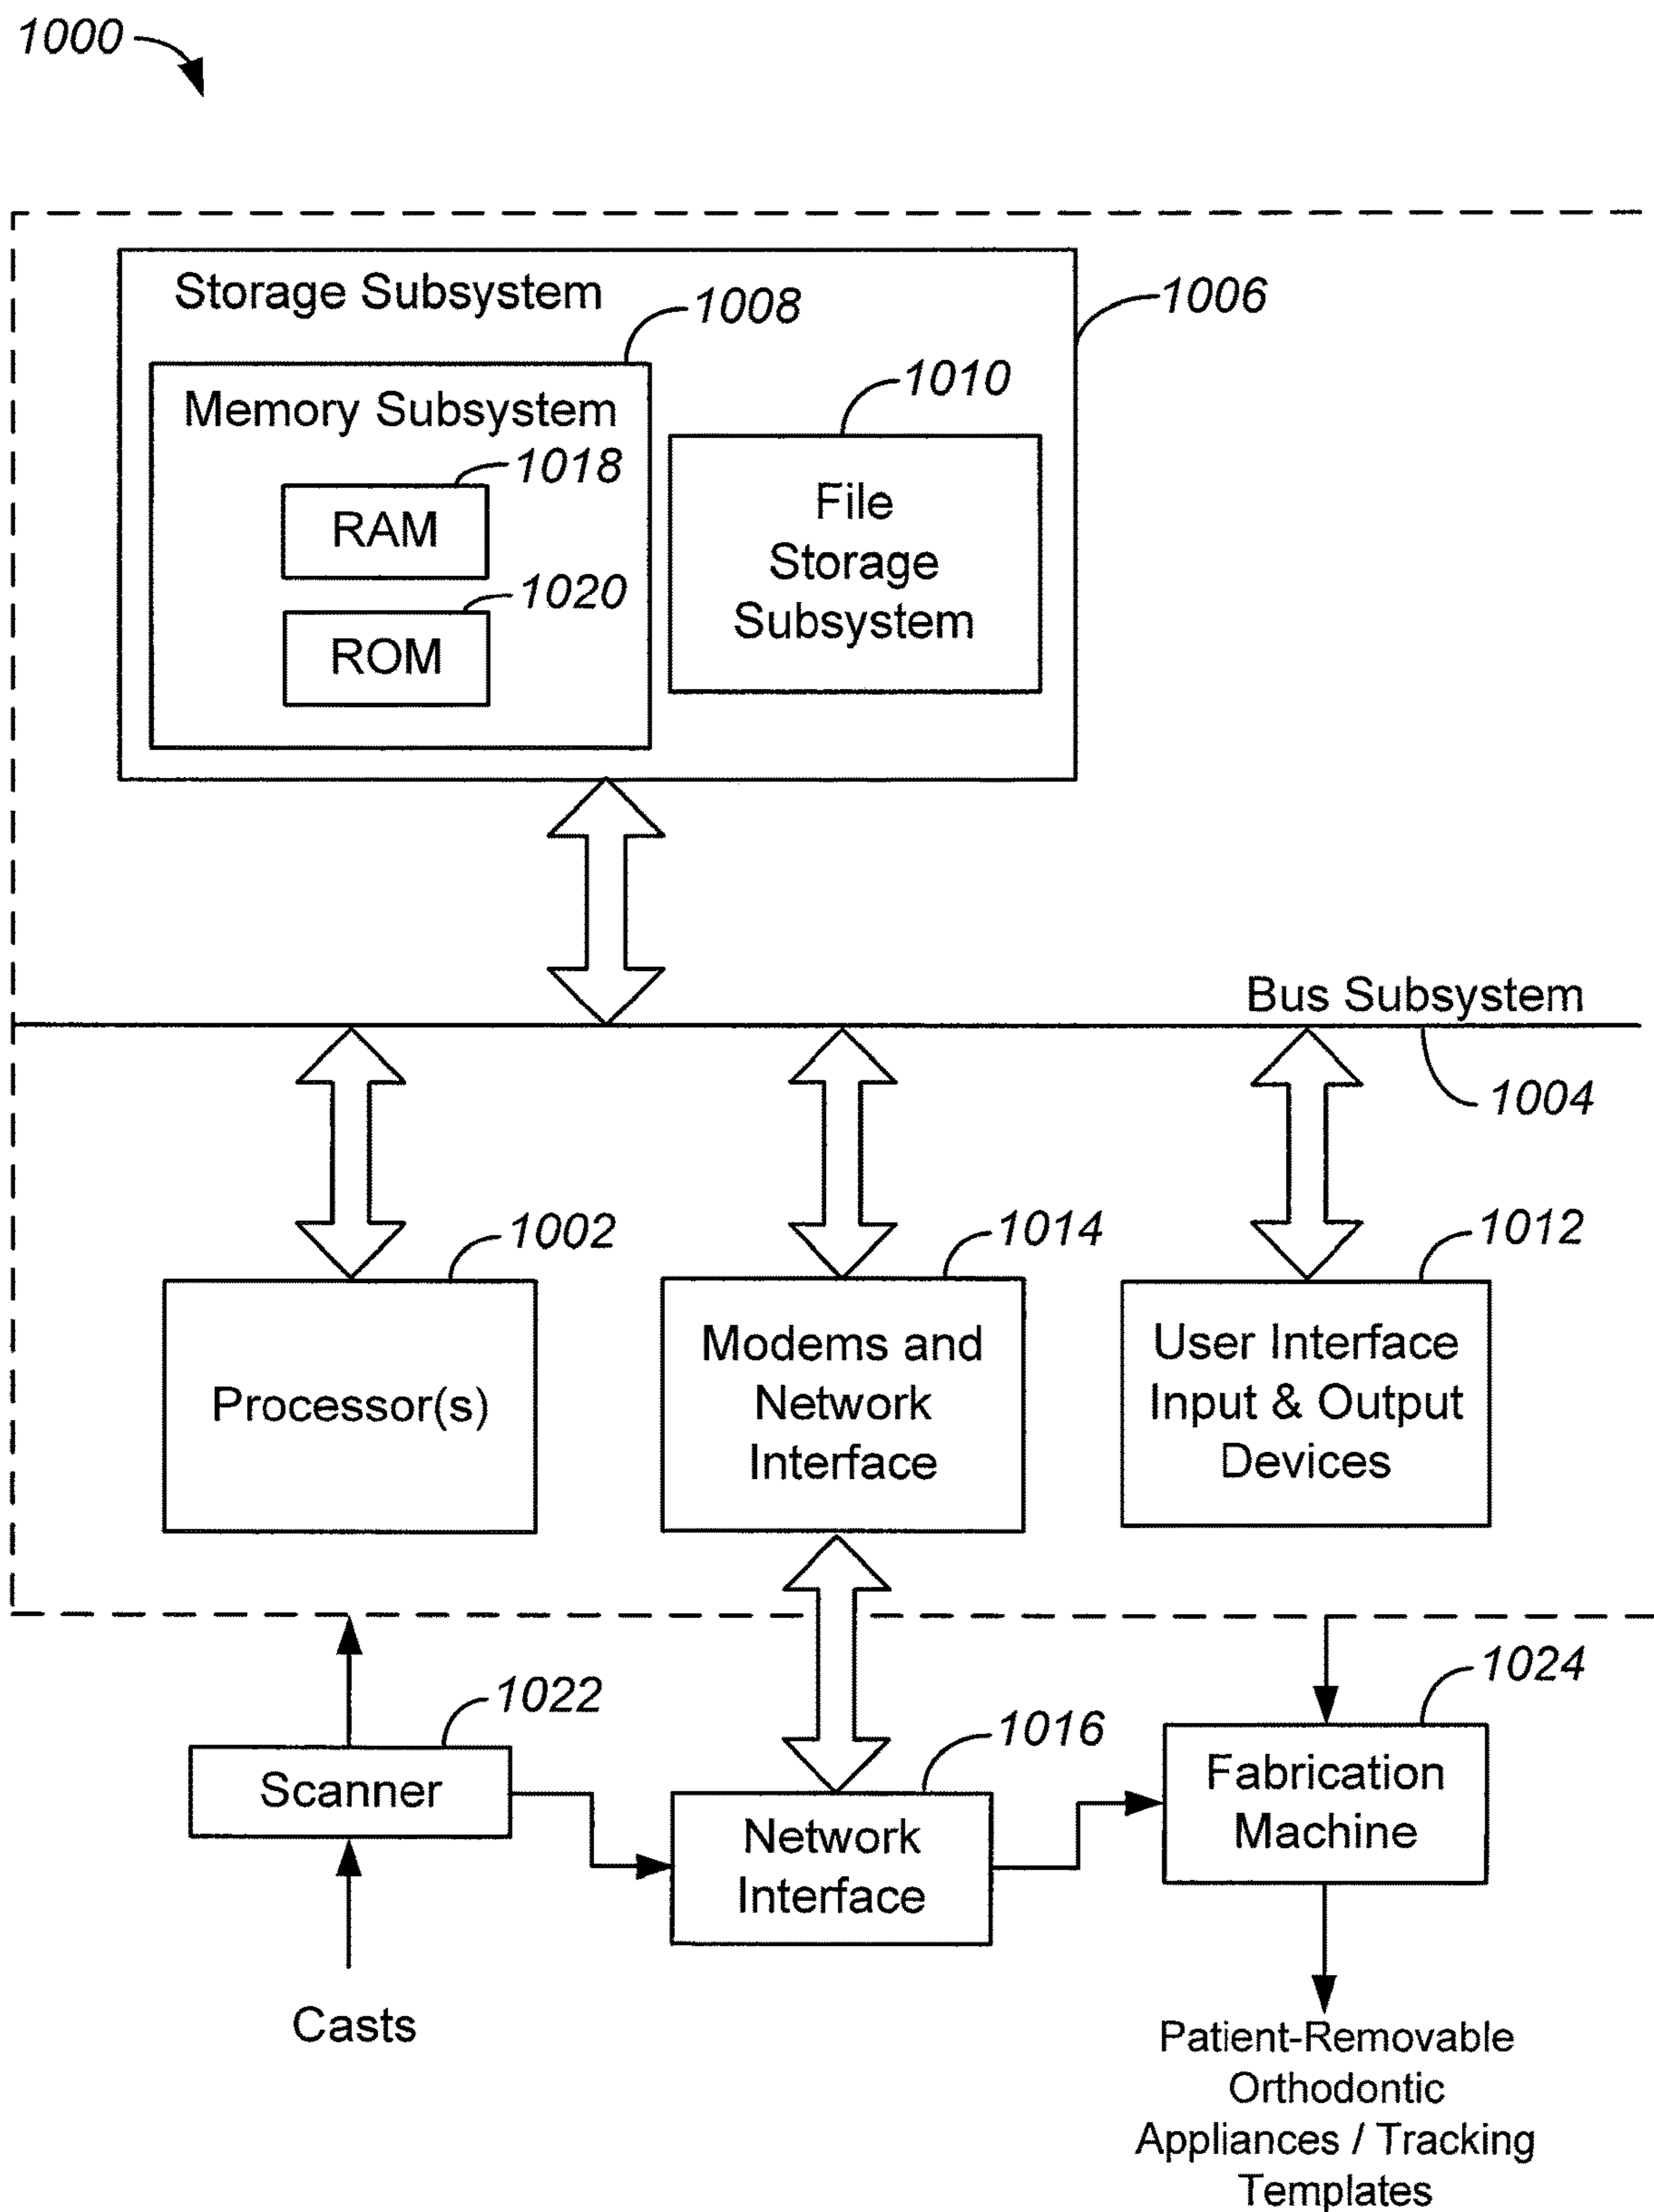 1000
Storage Subsystem
1008
1006
Memory Subsystem
1010
1018
RAM
File
Storage
Subsystem
1020
ROM
Bus Subsystem
1004
1002
1014
1012
Processor(s)
Modems and
Network
Interface
User Interface
Input & Output
Devices
1022
1016
1024
Scanner
Network
Interface
Fabrication
Machine
Casts
Patient-Removable
Orthodontic
Appliances / Tracking
Templates